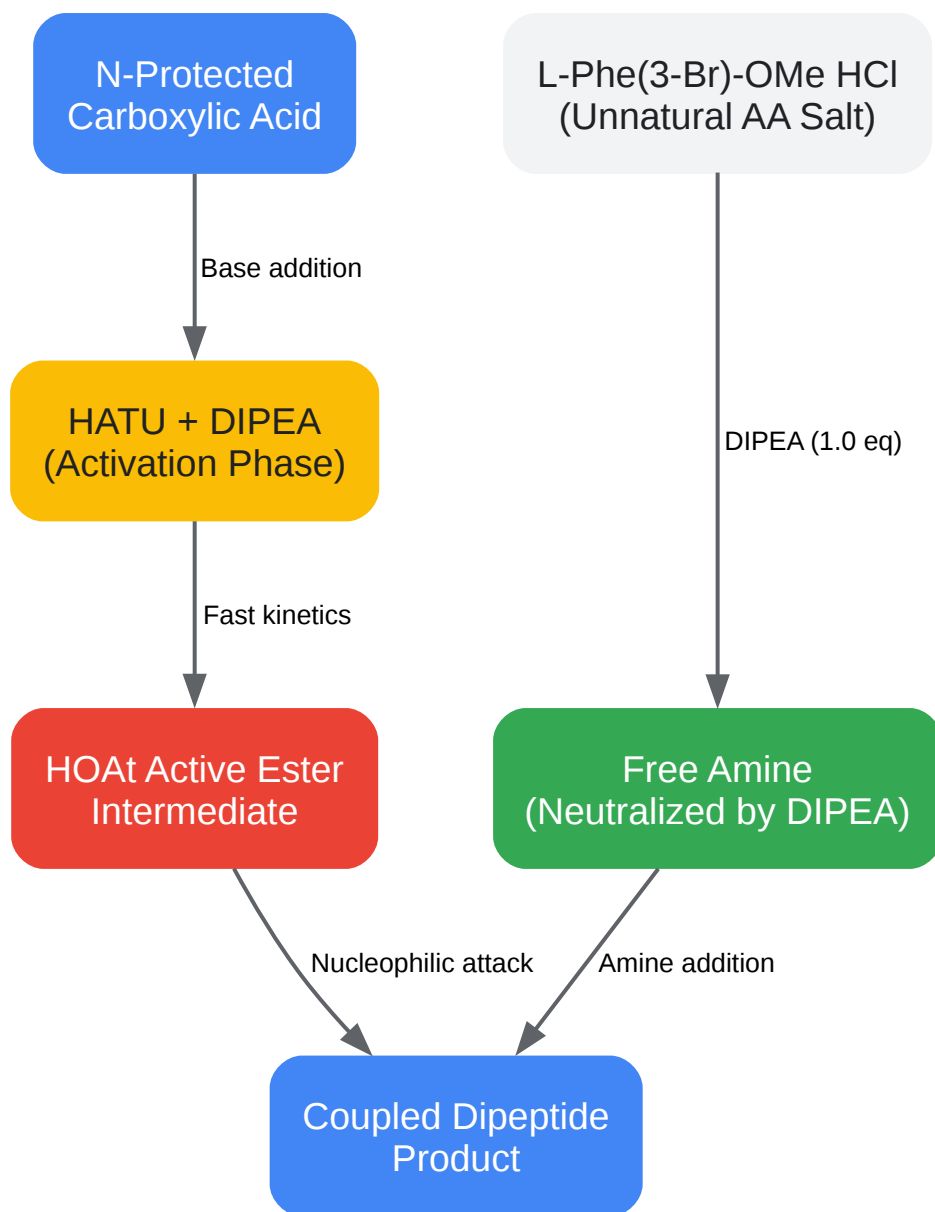 N-Protected
Carboxylic Acid
L-Phe(3-Br)-OMe HCl
(Unnatural AA Salt)
Base addition
HATU + DIPEA
(Activation Phase)
DIPEA (1.0 eq)
Fast kinetics
HOAt Active Ester
Intermediate
Free Amine
(Neutralized by DIPEA)
Nucleophilic attack
Amine addition
Coupled Dipeptide
Product